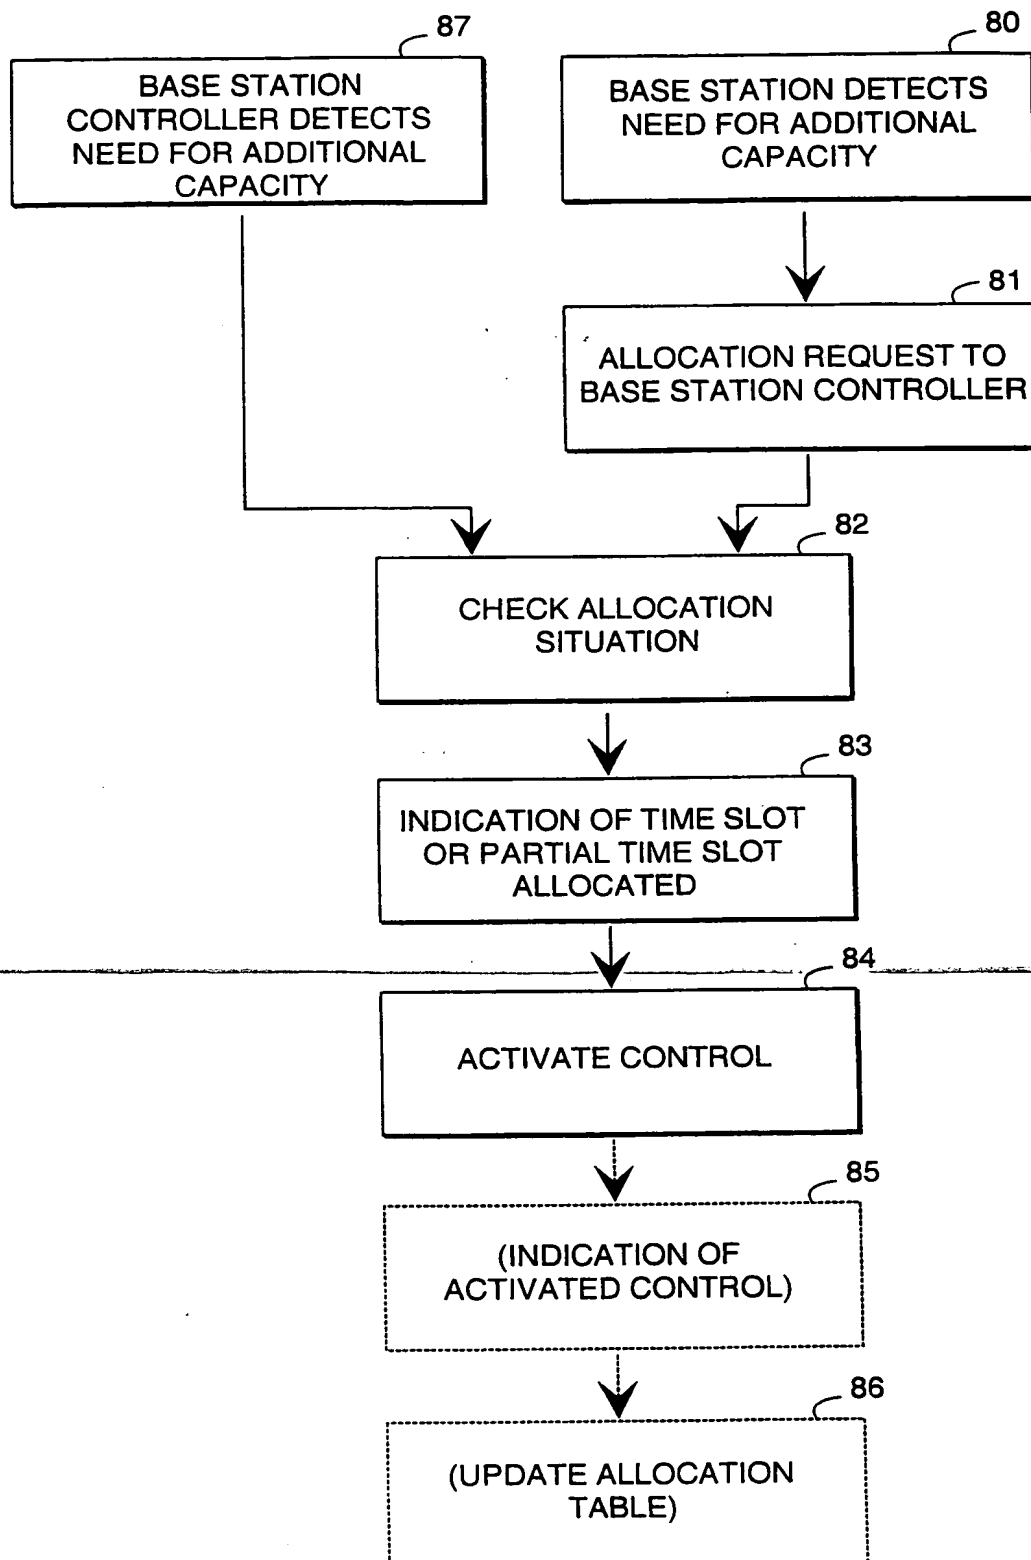 87
BASE STATION
CONTROLLER DETECTS
NEED FOR ADDITIONAL
CAPACITY
80
BASE STATION DETECTS
NEED FOR ADDITIONAL
CAPACITY
81
ALLOCATION REQUEST TO
BASE STATION CONTROLLER
82
CHECK ALLOCATION
SITUATION
83
INDICATION OF TIME SLOT
OR PARTIAL TIME SLOT
ALLOCATED
84
ACTIVATE CONTROL
85
(INDICATION OF
ACTIVATED CONTROL)
86
(UPDATE ALLOCATION
TABLE)